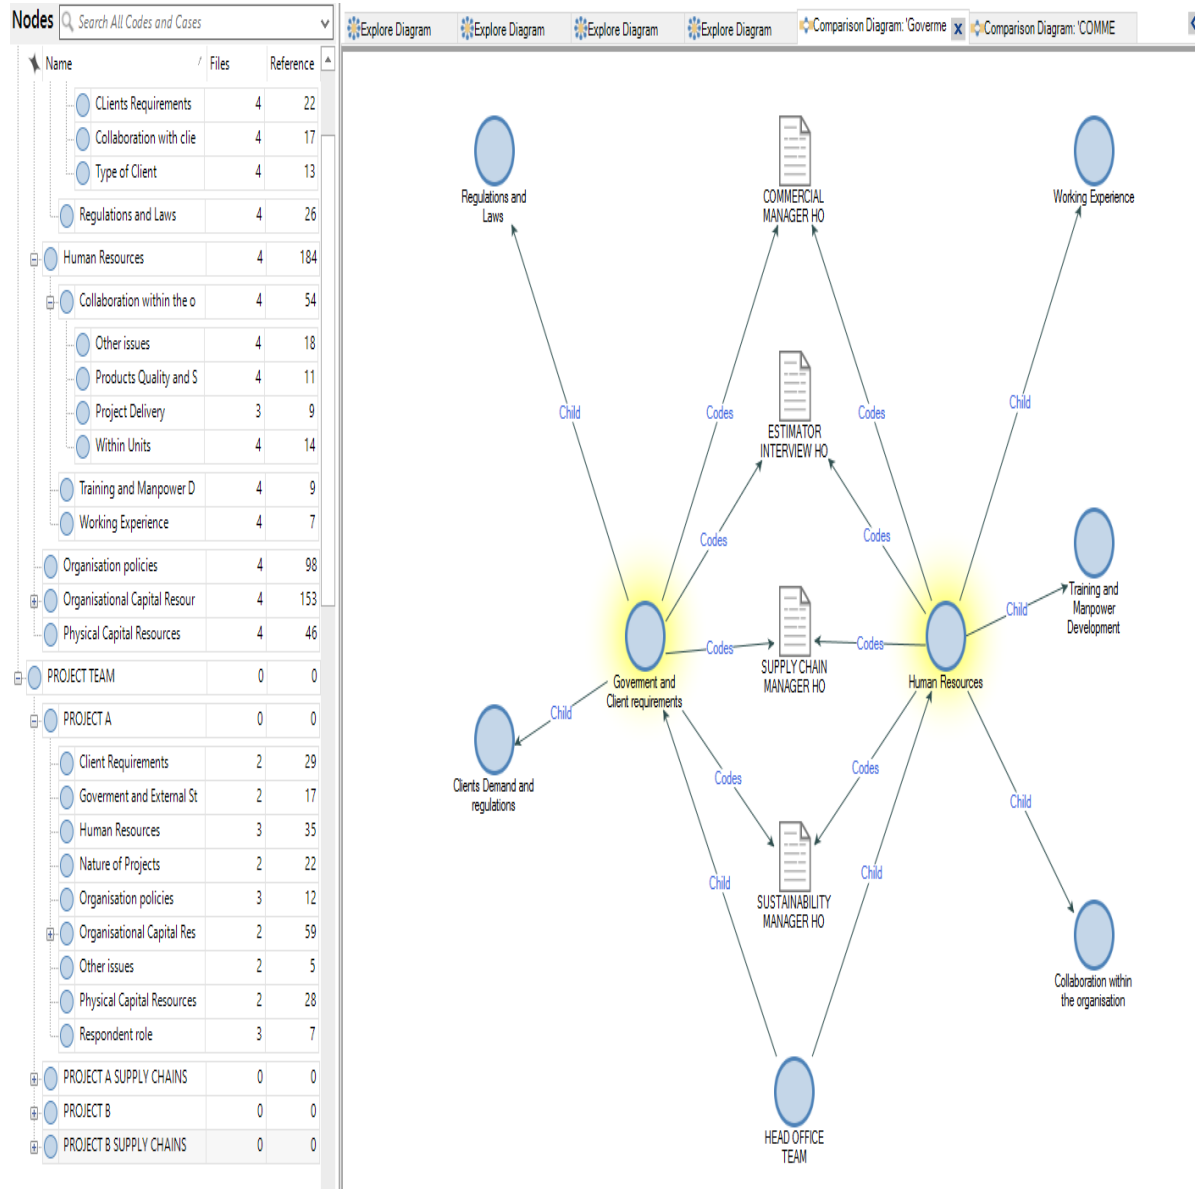 Nodes
Search All Codes and Cases
Name / Files Reference
CLients Requirements 4 22
Collaboration with clie 4 17
Type of Client 4 13
Regulations and Laws 4 26
Human Resources 4 184
Collaboration within the o 4 54
Other issues 4 18
Products Quality and S 4 11
Project Delivery 3 9
Within Units 4 14
Training and Manpower D 4 9
Working Experience 4 7
Organisation policies 4 98
Organisational Capital Resour 4 153
Physical Capital Resources 4 46
PROJECT TEAM 0 0
PROJECT A 0 0
Client Requirements 2 29
Goverment and External St 2 17
Human Resources 3 35
Nature of Projects 2 22
Organisation policies 3 12
Organisational Capital Res 2 59
Other issues 2 5
Physical Capital Resources 2 28
Respondent role 3 7
PROJECT A SUPPLY CHAINS 0 0
PROJECT B 0 0
PROJECT B SUPPLY CHAINS 0 0
Explore Diagram
Explore Diagram
Explore Diagram
Explore Diagram
Comparison Diagram: 'Governme x
Comparison Diagram: 'COMME
Regulations and
Laws
COMMERCIAL
MANAGER HO
Working Experience
Child
Codes
Codes
Child
ESTIMATOR
INTERVIEW HO
Codes
Codes
Training and
Manpower
Development
Child
Codes
Codes
SUPPLY CHAIN
MANAGER HO
Goverment and
Client requirements
Human Resources
Child
Clients Demand and
regulations
Codes
Codes
Child
Child
Child
SUSTAINABILITY
MANAGER HO
Collaboration within
the organisation
HEAD OFFICE
TEAM